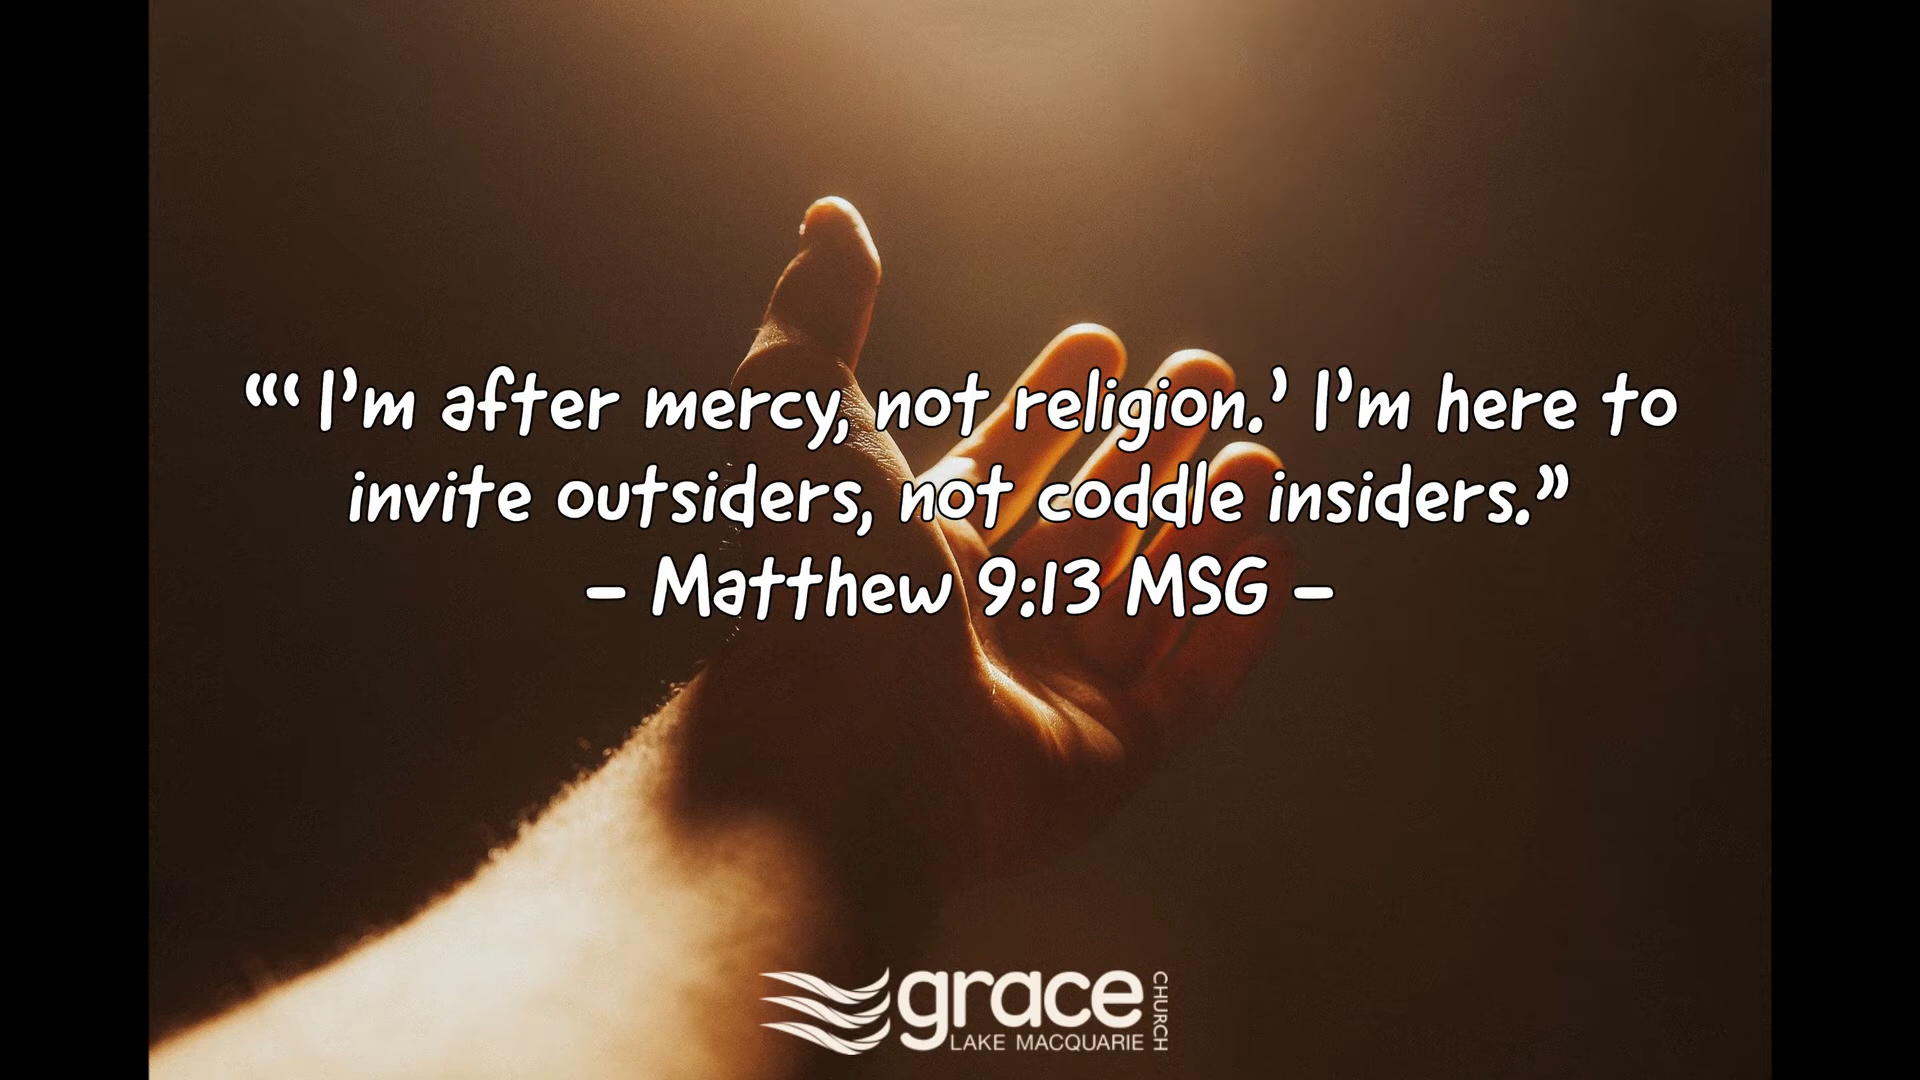 “‘ I’m after mercy, not religion.’ I’m here to
invite outsiders, not coddle insiders.”
- Matthew 9:13 MSG -
grace
CHURCH
LAKE MACQUARIE